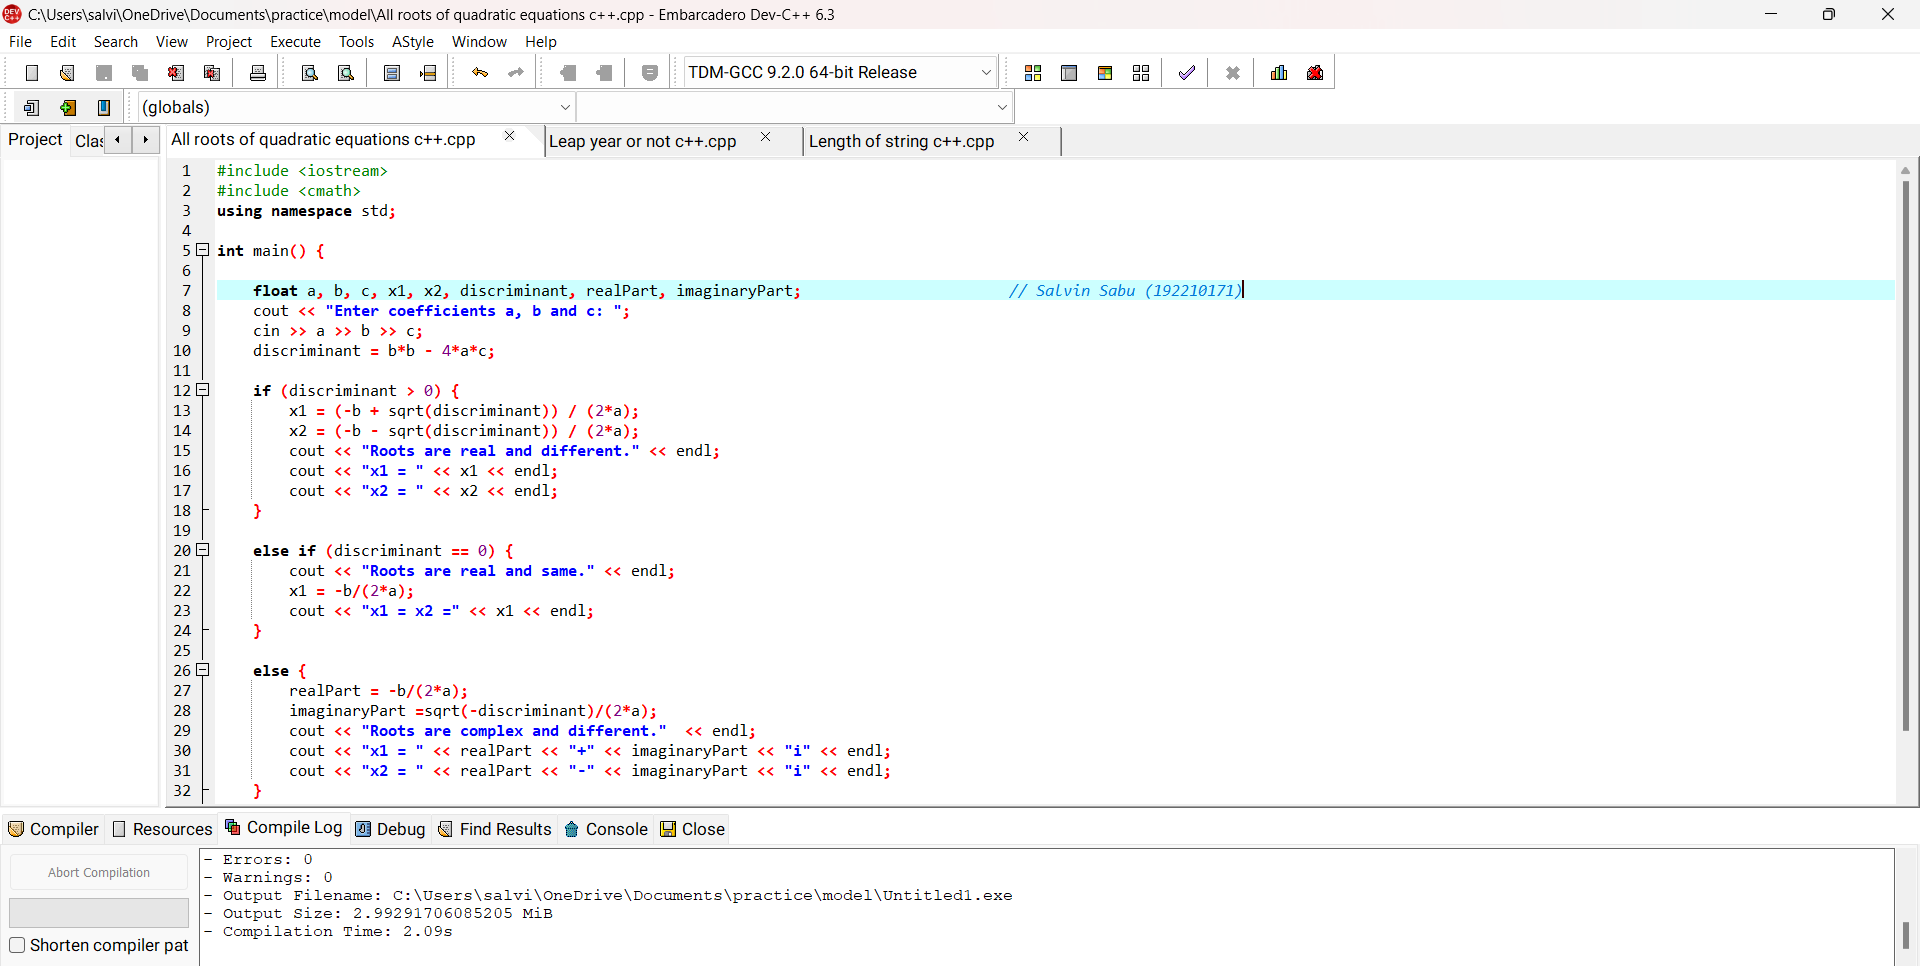 C:\Users\salvi\OneDrive\Documents\practice\model\All roots of quadratic equations c++.cpp - Embarcadero Dev-C++ 6.3
File Edit Search View Project Execute Tools AStyle Window Help
TDM-GCC 9.2.0 64-bit Release
(globals)
Project Clas All roots of quadratic equations c++.cpp Leap year or not c++.cpp Length of string c++.cpp
1 #include <iostream>
2 #include <cmath>
3 using namespace std;
4
5 int main() {
6
7 float a, b, c, x1, x2, discriminant, realPart, imaginaryPart; // Salvin Sabu (192210171)
8 cout << "Enter coefficients a, b and c: ";
9 cin >> a >> b >> c;
10 discriminant = b*b - 4*a*c;
11
12 if (discriminant > 0) {
13 x1 = (-b + sqrt(discriminant)) / (2*a);
14 x2 = (-b - sqrt(discriminant)) / (2*a);
15 cout << "Roots are real and different." << endl;
16 cout << "x1 = " << x1 << endl;
17 cout << "x2 = " << x2 << endl;
18 }
19
20 else if (discriminant == 0) {
21 cout << "Roots are real and same." << endl;
22 x1 = -b/(2*a);
23 cout << "x1 = x2 =" << x1 << endl;
24 }
25
26 else {
27 realPart = -b/(2*a);
28 imaginaryPart =sqrt(-discriminant)/(2*a);
29 cout << "Roots are complex and different."  << endl;
30 cout << "x1 = " << realPart << "+" << imaginaryPart << "i" << endl;
31 cout << "x2 = " << realPart << "-" << imaginaryPart << "i" << endl;
32 }
Compiler Resources Compile Log Debug Find Results Console Close
Abort Compilation
Shorten compiler pat
- Errors: 0
- Warnings: 0
- Output Filename: C:\Users\salvi\OneDrive\Documents\practice\model\Untitled1.exe
- Output Size: 2.99291706085205 MiB
- Compilation Time: 2.09s